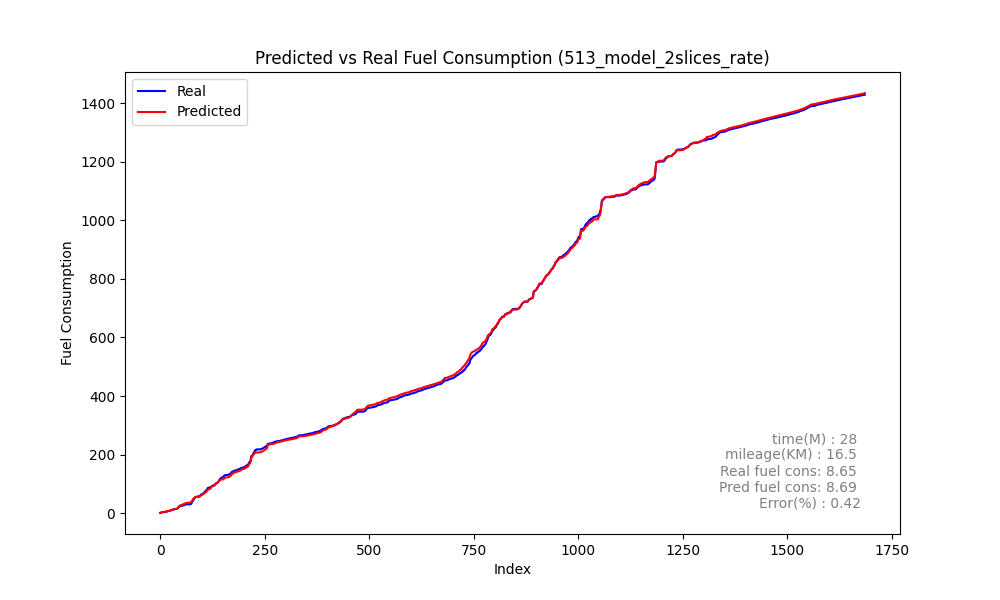 Predicted vs Real Fuel Consumption (513_model_2slices_rate)
Real
Predicted
Fuel Consumption
1400
1200
1000
800
600
400
200
0
time(M) : 28
mileage(KM) : 16.5
Real fuel cons: 8.65
Pred fuel cons: 8.69
Error(%) : 0.42
0 250 500 750 1000 1250 1500 1750
Index